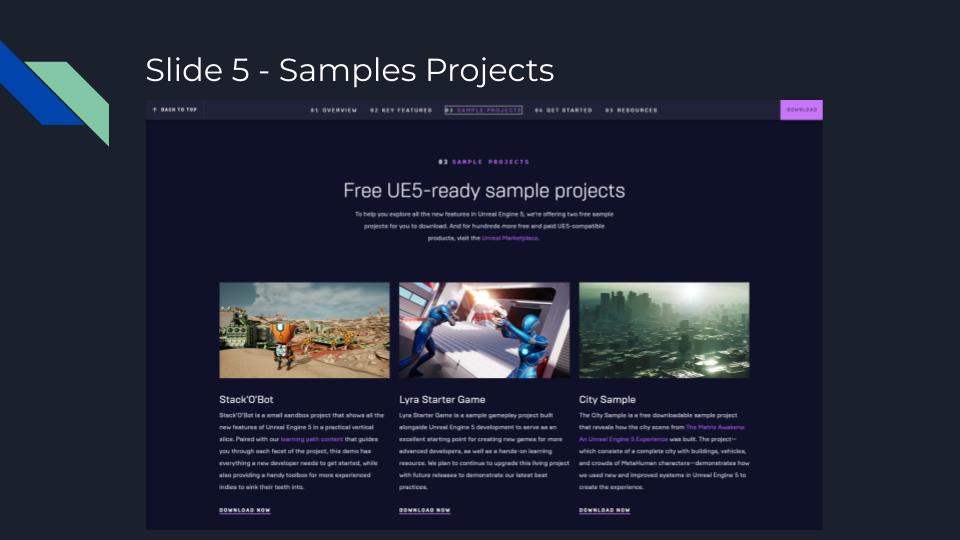 Slide 5 - Samples Projects
↑ BACK TO TOP
01 OVERVIEW
02 KEY FEATURES
03 SAMPLE PROJECTS
04 GET STARTED
05 RESOURCES
DOWNLOAD
03 SAMPLE PROJECTS
Free UE5-ready sample projects
To help you explore all the new features in Unreal Engine 5, we're offering two free sample
projects for you to download. And for hundreds more free and paid UE5-compatible
products, visit the Unreal Marketplace.
Stack'O'Bot
Stack'O'Bot is a small sandbox project that shows all the
new features of Unreal Engine 5 in a practical vertical
slice. Paired with our learning path content that guides
you through each facet of the project, this demo has
everything a new developer needs to get started, while
also providing a handy toolbox for more experienced
indies to sink their teeth into.
DOWNLOAD NOW
Lyra Starter Game
Lyra Starter Game is a sample gameplay project built
alongside Unreal Engine 5 development to serve as an
excellent starting point for creating new games for more
advanced developers, as well as a hands-on learning
resource. We plan to continue to upgrade this living project
with future releases to demonstrate our latest best
practices.
DOWNLOAD NOW
City Sample
The City Sample is a free downloadable sample project
that reveals how the city scene from The Matrix Awakens:
An Unreal Engine 5 Experience was built. The project—
which consists of a complete city with buildings, vehicles,
and crowds of MetaHuman characters—demonstrates how
we used new and improved systems in Unreal Engine 5 to
create the experience.
DOWNLOAD NOW